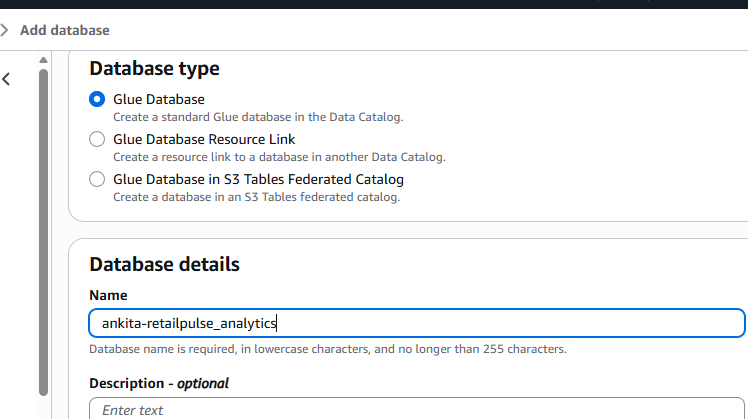 Add database
Database type
Glue Database
Create a standard Glue database in the Data Catalog.
Glue Database Resource Link
Create a resource link to a database in another Data Catalog.
Glue Database in S3 Tables Federated Catalog
Create a database in an S3 Tables federated catalog.
Database details
Name
ankita-retailpulse_analytics
Database name is required, in lowercase characters, and no longer than 255 characters.
Description - optional
Enter text